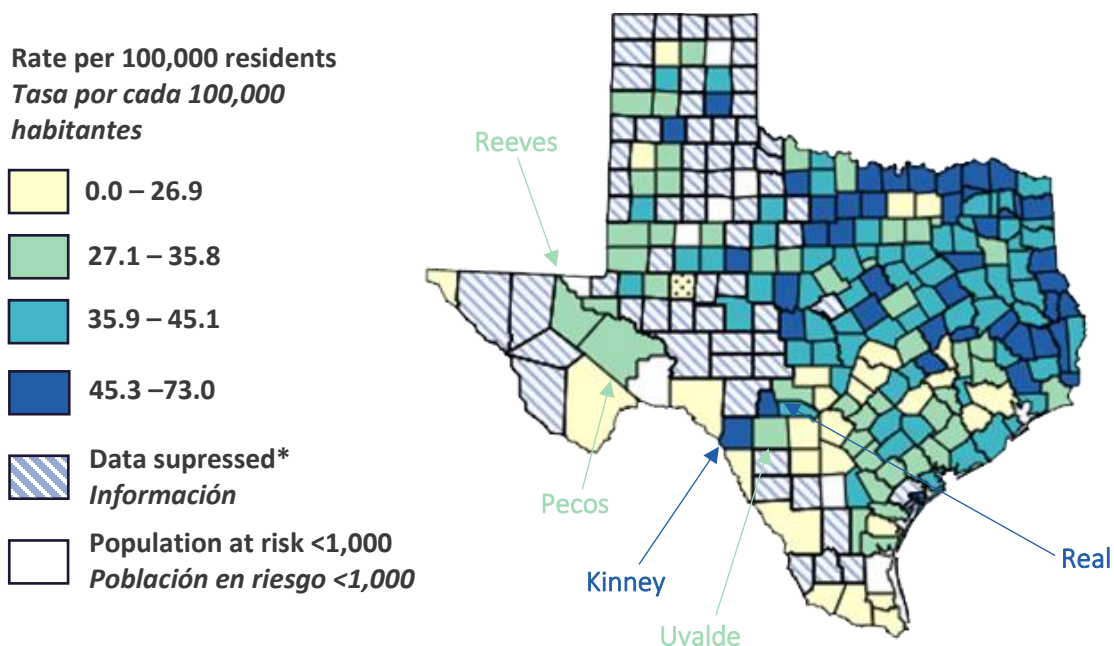 Rate per 100,000 residents
Tasa por cada 100,000
habitantes
0.0 – 26.9
27.1 – 35.8
35.9 – 45.1
45.3 –73.0
Data supressed*
Información
Population at risk <1,000
Población en riesgo <1,000
Reeves
Pecos
Kinney
Uvalde
Real